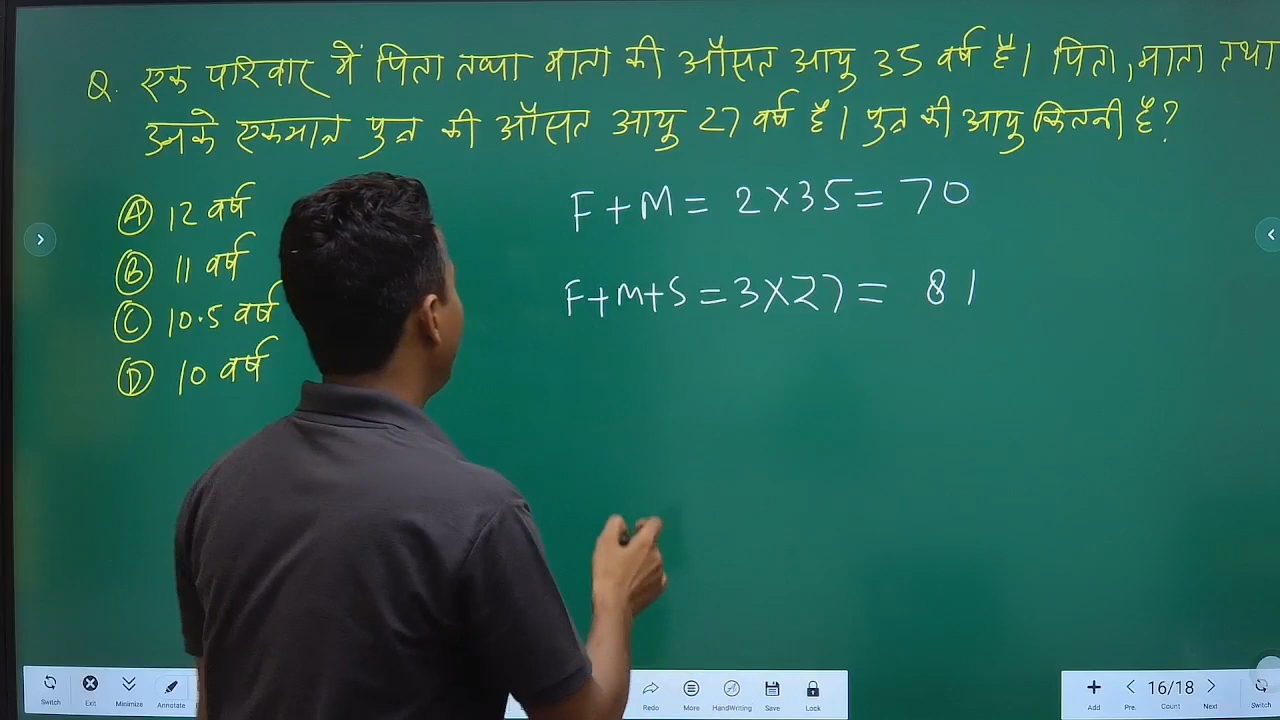 Q. एक परिवार में पिता तथा माता की औसत आयु 35 वर्ष है। पिता, माता तथा
उनके एकमात्र पुत्र की औसत आयु 27 वर्ष है। पुत्र की आयु कितनी है?
(A) 12 वर्ष
(B) 11 वर्ष
(C) 10.5 वर्ष
(D) 10 वर्ष
F+M = 2×35 = 70
F+M+S = 3×27 = 81
Switch Exit Minimize Annotate Redo More HandWriting Save Lock
Add Pre. 16/18 Count Next Switch